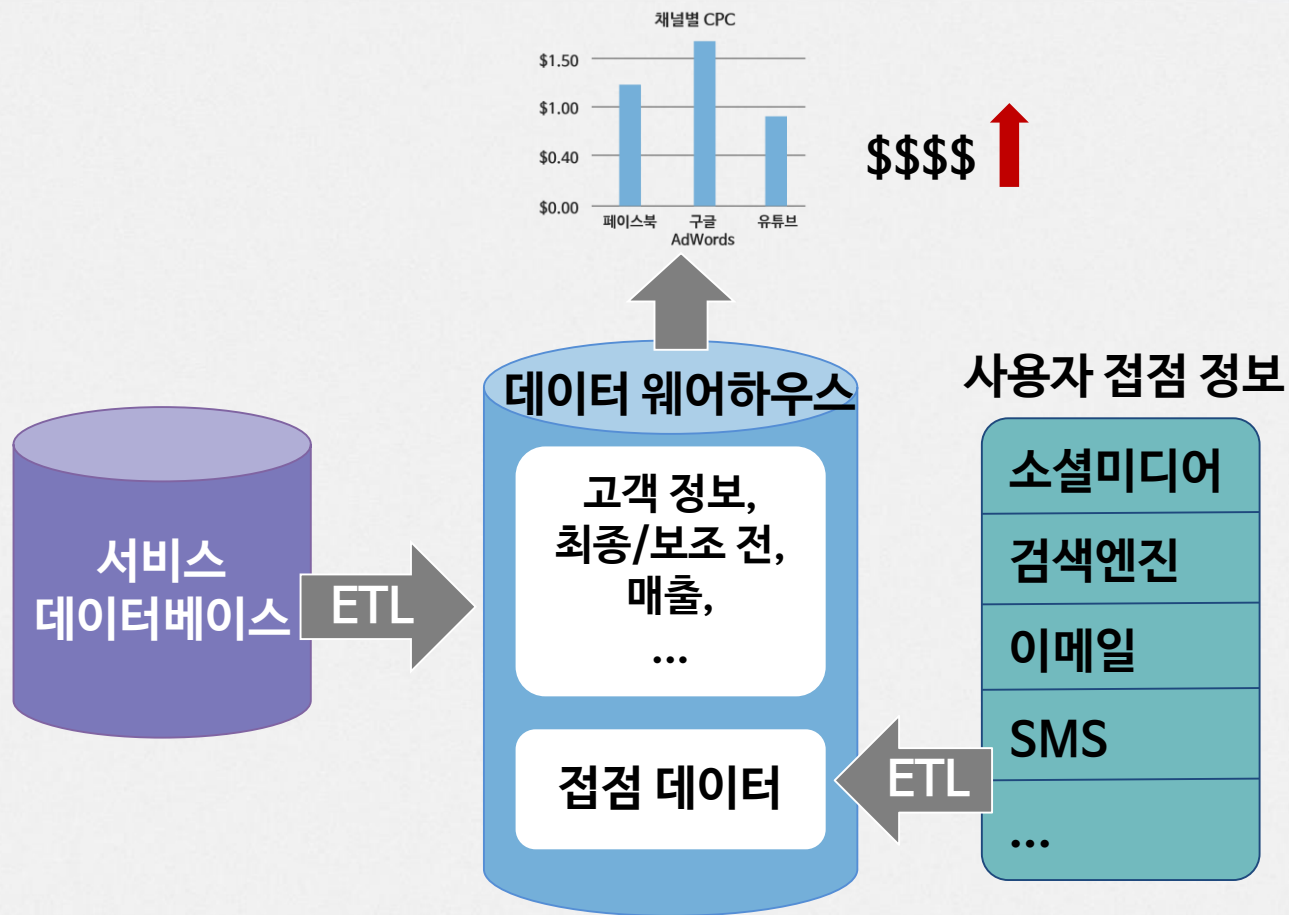 채널별 CPC
$1.50
$1.00
$0.40
$0.00
페이스북
구글
AdWords
유튜브
$$$$
데이터 웨어하우스
고객 정보,
최종/보조 전,
매출,
...
접점 데이터
서비스
데이터베이스
ETL
사용자 접점 정보
소셜미디어
검색엔진
이메일
SMS
...
ETL